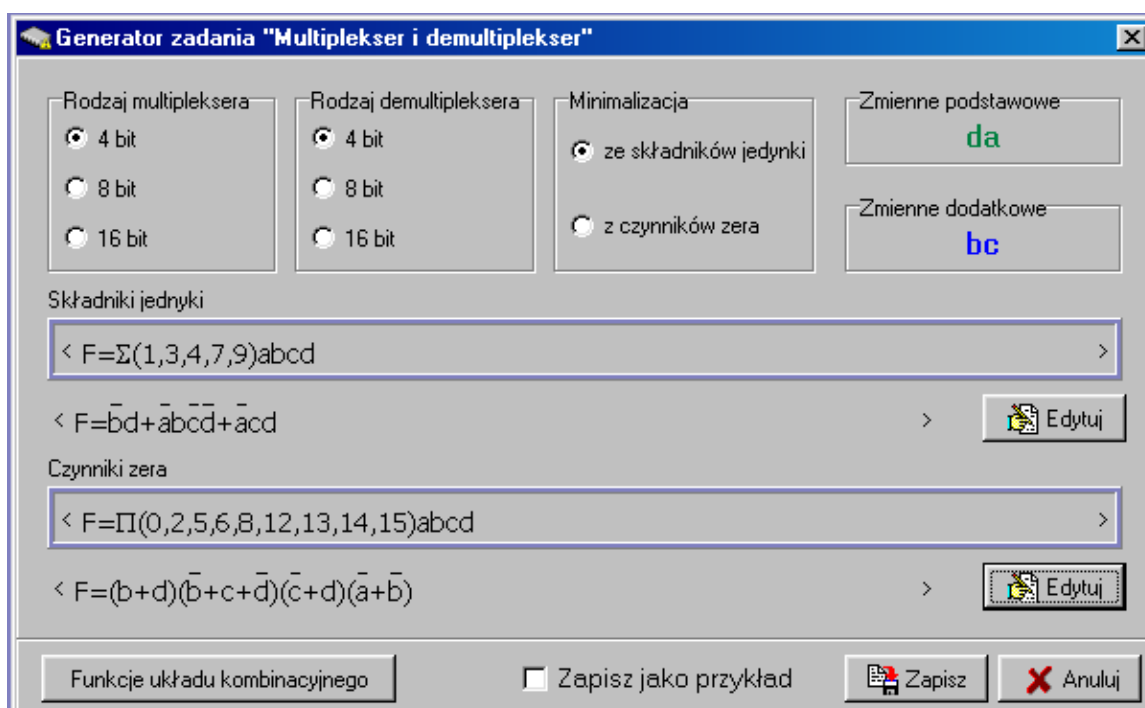 Generator zadania "Multiplekser i demultiplekser"
Rodzaj multipleksera
4 bit
8 bit
16 bit
Rodzaj demultipleksera
4 bit
8 bit
16 bit
Minimalizacja
ze składników jedynki
z czynników zera
Zmienne podstawowe
da
Zmienne dodatkowe
bc
Składniki jednyki
< F=Σ(1,3,4,7,9)abcd >
< F=b̅d+a̅bc̅d̅+a̅cd >
Edytuj
Czynniki zera
< F=Π(0,2,5,6,8,12,13,14,15)abcd >
< F=(b+d)(b̅+c+d̅)(c̅+d)(a̅+b̅) >
Edytuj
Funkcje układu kombinacyjnego
Zapisz jako przykład
Zapisz
Anuluj